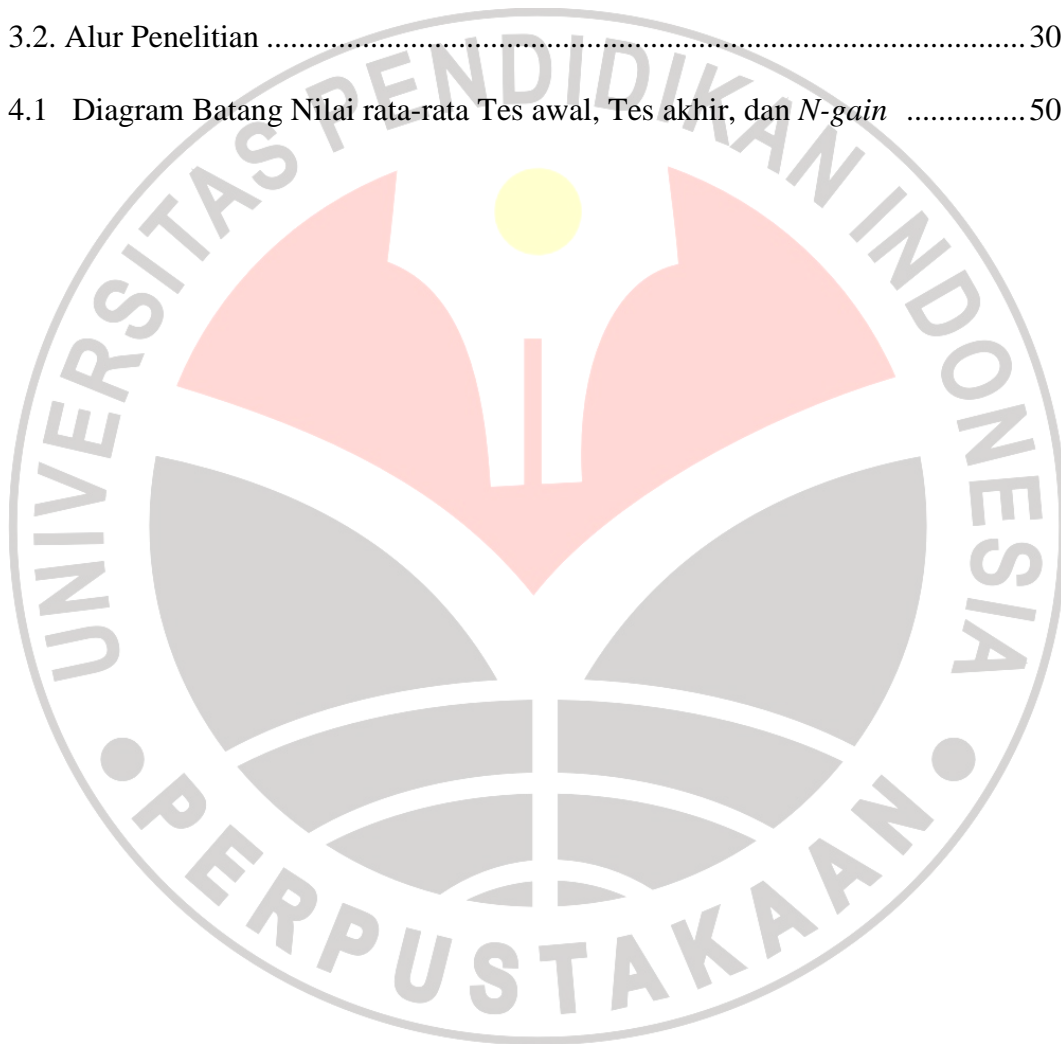 3.2. Alur Penelitian ................................................................................ 30
4.1 Diagram Batang Nilai rata-rata Tes awal, Tes akhir, dan N-gain ............... 50
UNIVERSITAS PENDIDIKAN INDONESIA
PERPUSTAKAAN